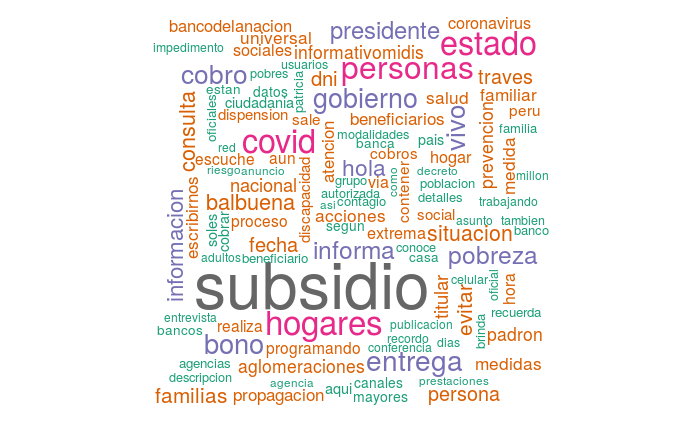 bancodelanacion
presidente
coronavirus
impedimento
universal
estado
sociales
informativomidis
usuarios
personas
cobro
pobres
dni
traves
estan
datos
patricia
gobierno
salud
familiar
consulta
oficiales
ciudadania
dispension
sale
beneficiarios
vivo
prevencion
peru
covid
modalidades
familia
red
atencion
banca
pais
medida
escuche
aun
cobros
hogar
riesgo
anuncio
hola
decreto
millon
escribirnos
nacional
discapacidad
grupo
via
como
contener
poblacion
autorizada
detalles
trabajando
balbuena
asi
contagio
informacion
soles
cobrar
proceso
acciones
social
asunto
tambien
segun
extrema
situacion
banco
fecha
informa
conoce
adultos
beneficiario
casa
pobreza
subsidio
titular
celular
evitar
oficial
hora
entrevista
hogares
recuerda
bancos
realiza
publicacion
brinda
padron
bono
programando
recordo
dias
conferencia
agencias
aglomeraciones
entrega
medidas
descripcion
agencia
aqui
canales
prestaciones
familias
propagacion
mayores
persona